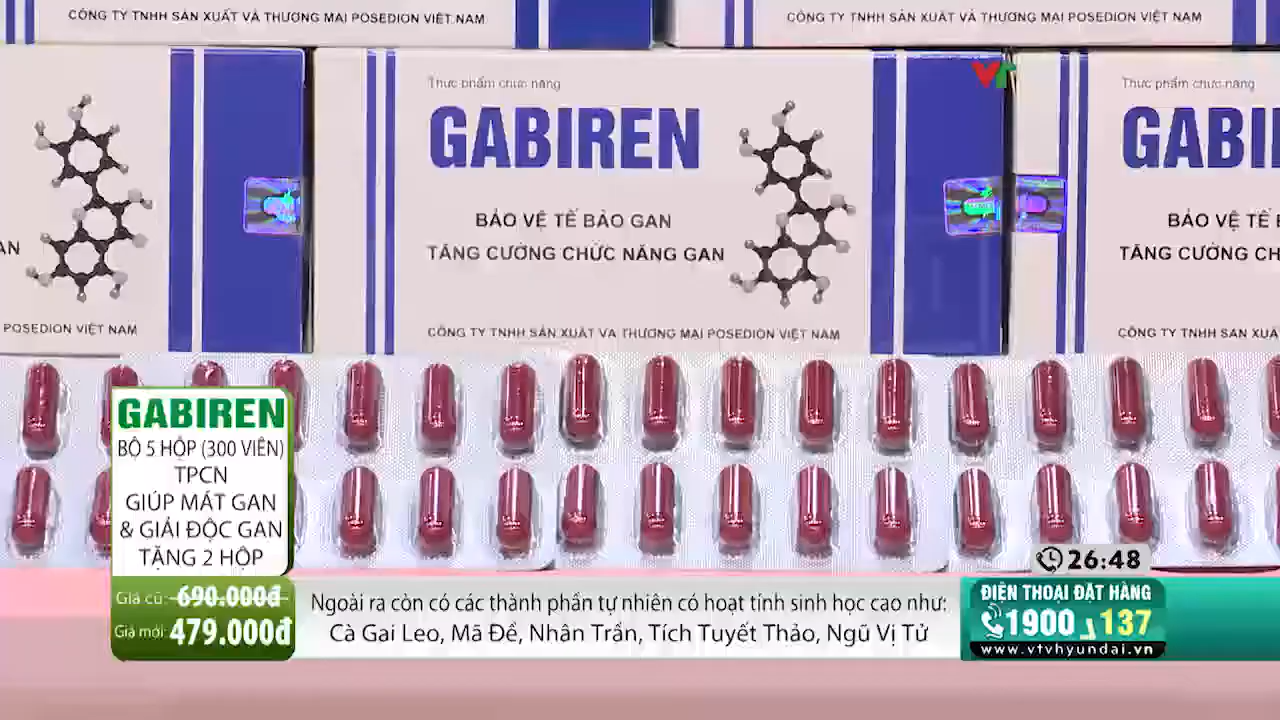 CÔNG TY TNHH SẢN XUẤT VÀ THƯƠNG MẠI POSEDION VIỆT NAM
CÔNG TY TNHH SẢN XUẤT VÀ THƯƠNG MẠI POSEDION VIỆT NAM
AN
POSEDION VIỆT NAM
Thực phẩm chức năng
GABIREN
BẢO VỆ TẾ BÀO GAN
TĂNG CƯỜNG CHỨC NĂNG GAN
CÔNG TY TNHH SẢN XUẤT VÀ THƯƠNG MẠI POSEDION VIỆT NAM
Thực phẩm chức năng
GABI
BẢO VỆ TẾ
TĂNG CƯỜNG CH
CÔNG TY TNHH SẢN XUẤ
GABIREN
BỘ 5 HỘP (300 VIÊN)
TPCN
GIÚP MÁT GAN
& GIẢI ĐỘC GAN
TẶNG 2 HỘP
Giá cũ: 690.000đ
Giá mới: 479.000đ
Ngoài ra còn có các thành phần tự nhiên có hoạt tính sinh học cao như:
Cà Gai Leo, Mã Đề, Nhân Trần, Tích Tuyết Thảo, Ngũ Vị Tử
26:48
ĐIỆN THOẠI ĐẶT HÀNG
1900 137
www.vtvhyundai.vn